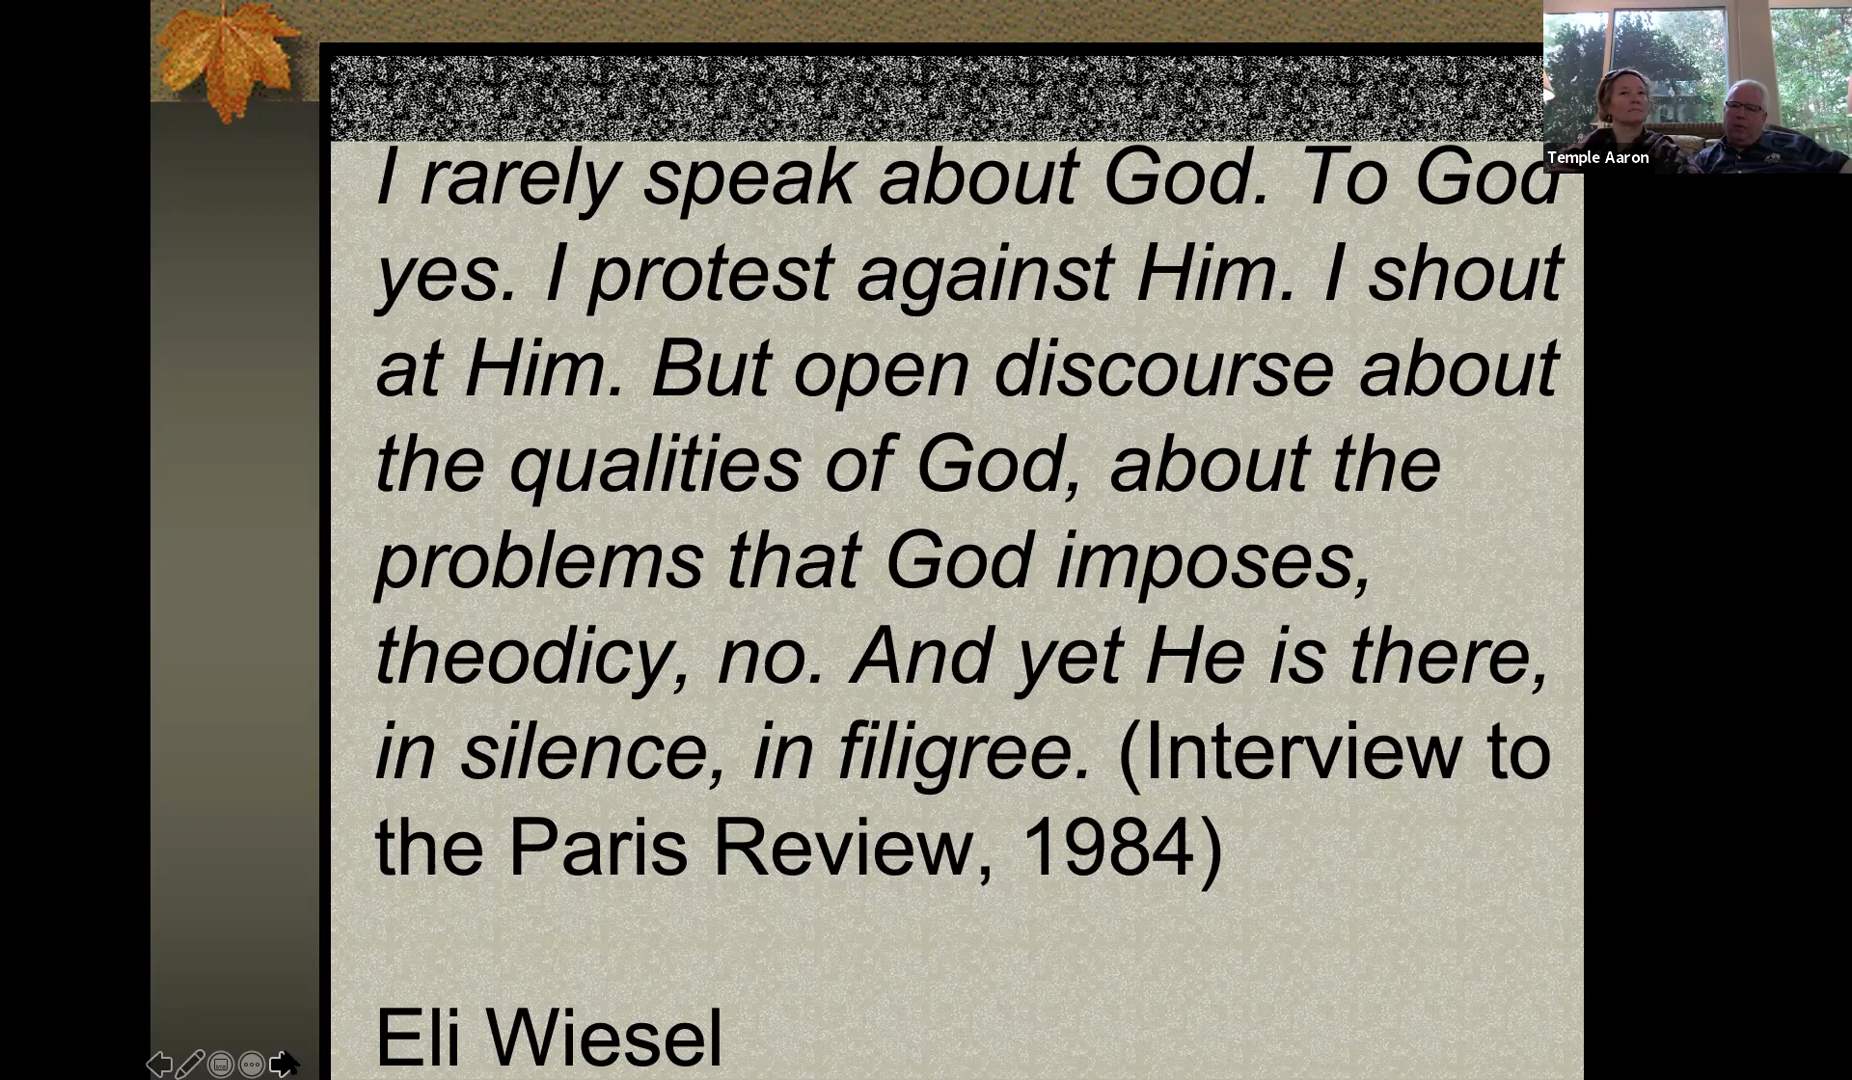 Temple Aaron
I rarely speak about God. To God
yes. I protest against Him. I shout
at Him. But open discourse about
the qualities of God, about the
problems that God imposes,
theodicy, no. And yet He is there,
in silence, in filigree. (Interview to
the Paris Review, 1984)
Eli Wiesel